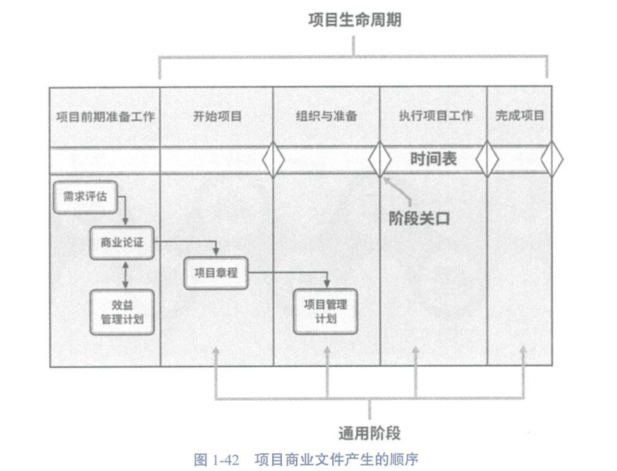 项目生命周期
项目前期准备工作
开始项目
组织与准备
执行项目工作
完成项目
时间表
需求评估
阶段关口
商业论证
项目章程
效益
管理计划
项目管理
计划
通用阶段
图 1-42 项目商业文件产生的顺序